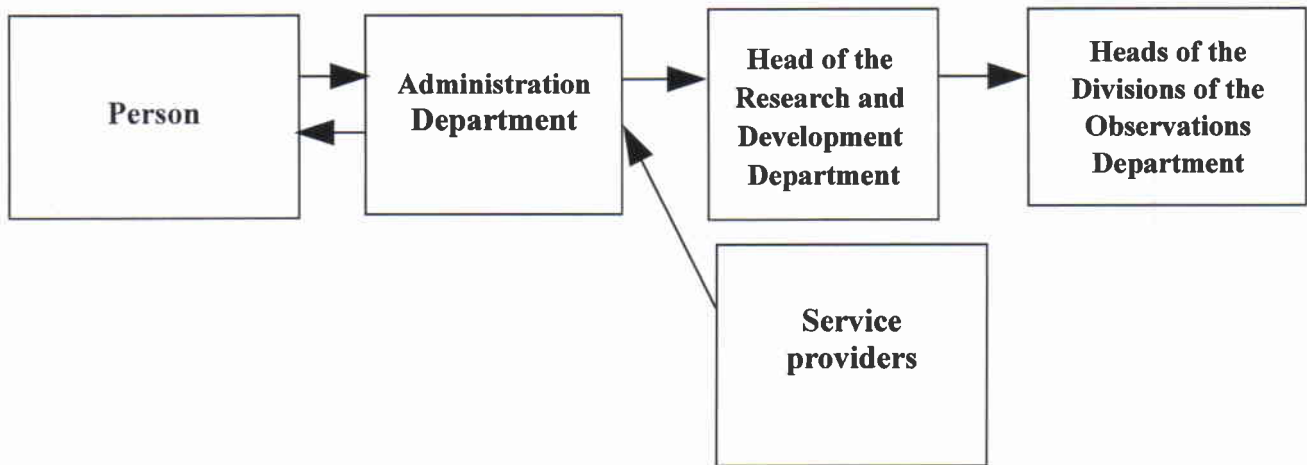 Person
Administration
Department
Head of the
Research and
Development
Department
Heads of the
Divisions of the
Observations
Department
Service
providers